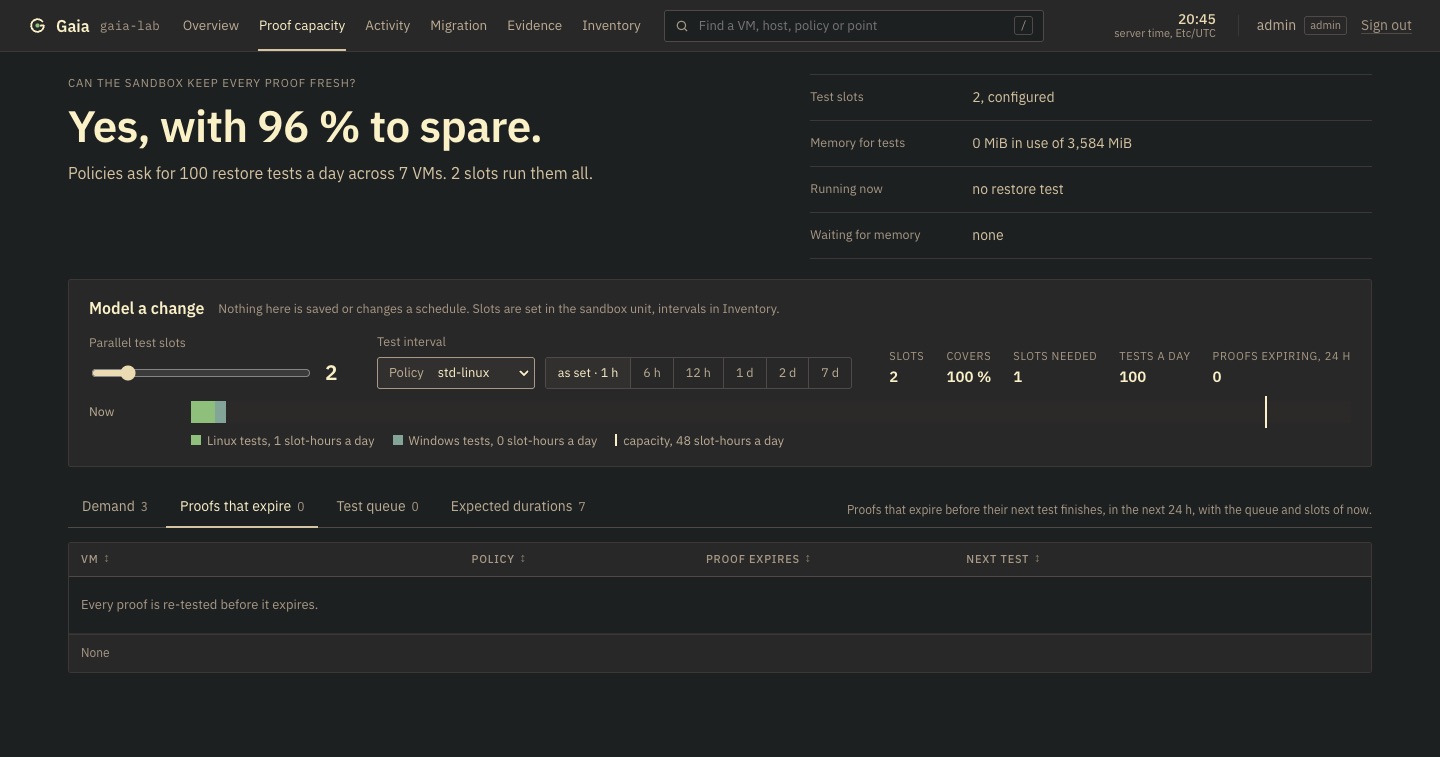 Gaia gaia-lab Overview Proof capacity Activity Migration Evidence Inventory Find a VM, host, policy or point / 20:45 admin admin Sign out
server time, Etc/UTC
CAN THE SANDBOX KEEP EVERY PROOF FRESH?
Yes, with 96 % to spare.
Policies ask for 100 restore tests a day across 7 VMs. 2 slots run them all.
Test slots 2, configured
Memory for tests 0 MiB in use of 3,584 MiB
Running now no restore test
Waiting for memory none
Model a change Nothing here is saved or changes a schedule. Slots are set in the sandbox unit, intervals in Inventory.
Parallel test slots
2
Test interval
Policy std-linux as set · 1 h 6 h 12 h 1 d 2 d 7 d
SLOTS COVERS SLOTS NEEDED TESTS A DAY PROOFS EXPIRING, 24 H
2 100 % 1 100 0
Now
Linux tests, 1 slot-hours a day Windows tests, 0 slot-hours a day capacity, 48 slot-hours a day
Demand 3 Proofs that expire 0 Test queue 0 Expected durations 7 Proofs that expire before their next test finishes, in the next 24 h, with the queue and slots of now.
VM ↕ POLICY ↕ PROOF EXPIRES ↕ NEXT TEST ↕
Every proof is re-tested before it expires.
None